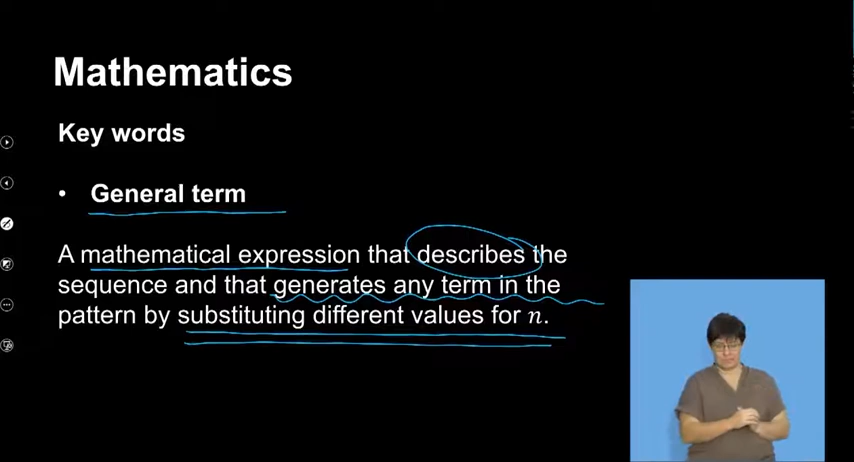 Mathematics
Key words
• General term
A mathematical expression that describes the
sequence and that generates any term in the
pattern by substituting different values for n.